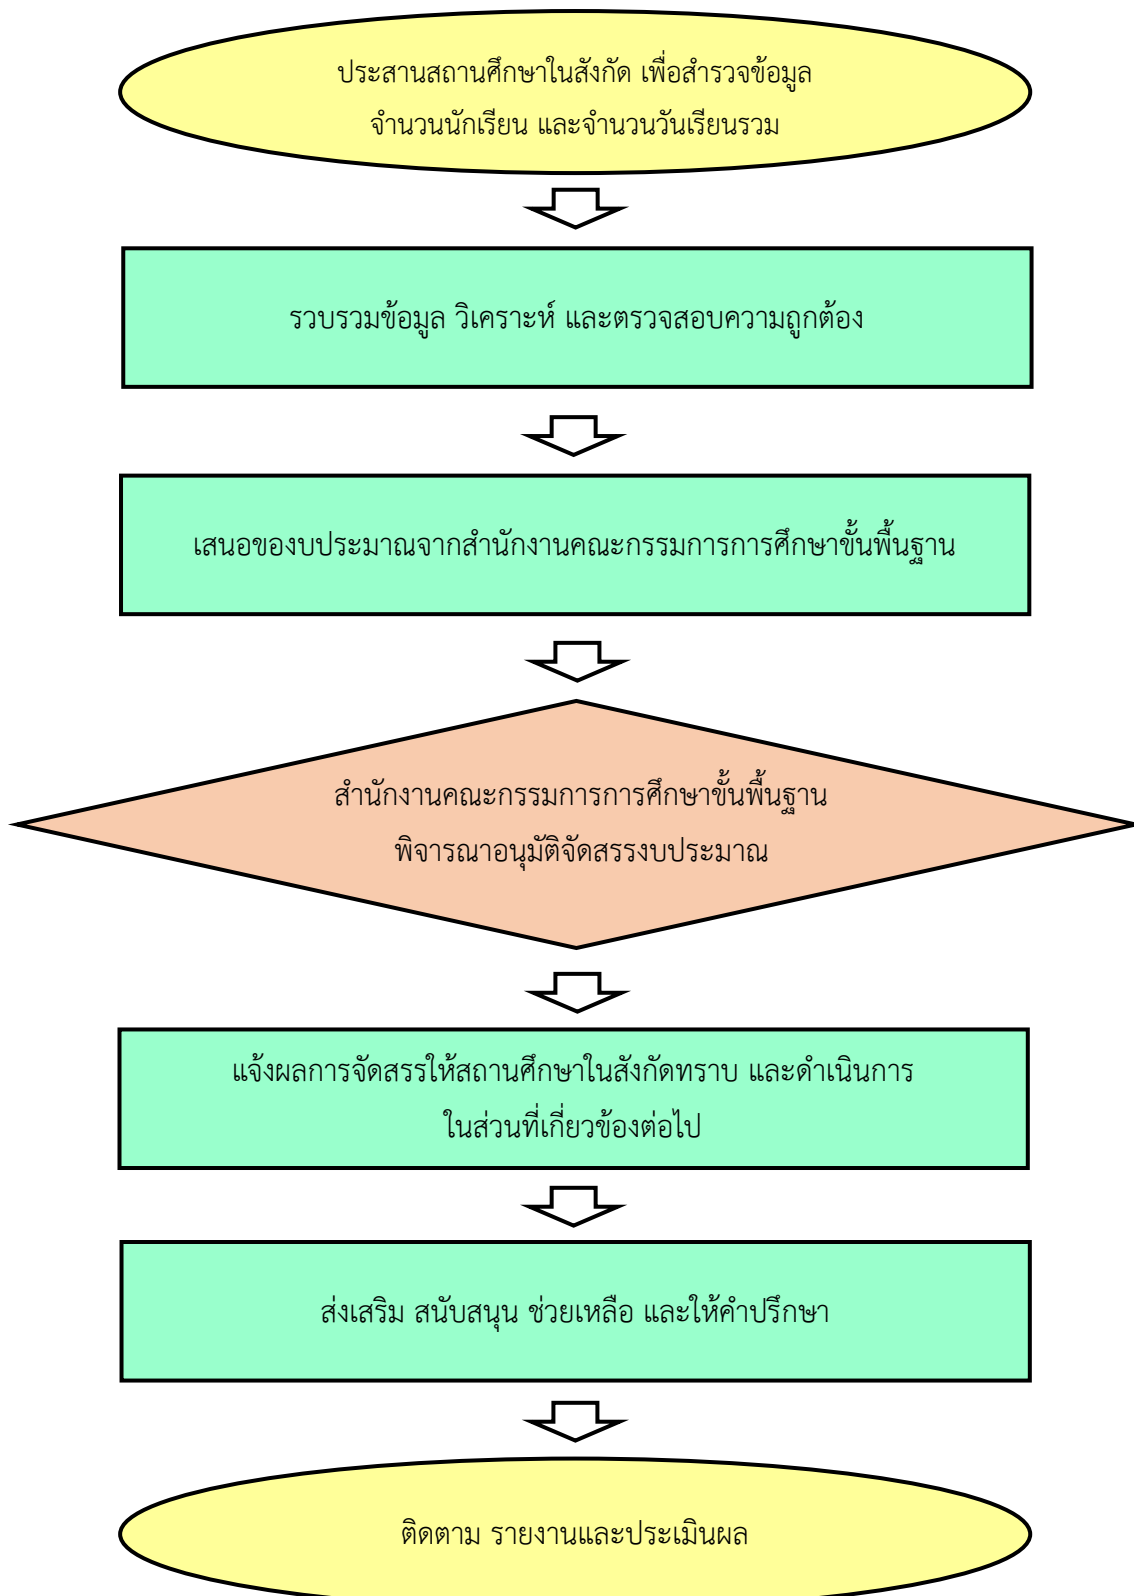 ประสานสถานศึกษาในสังกัด เพื่อสำรวจข้อมูล
จำนวนนักเรียน และจำนวนวันเรียนรวม
รวบรวมข้อมูล วิเคราะห์ และตรวจสอบความถูกต้อง
เสนอของบประมาณจากสำนักงานคณะกรรมการการศึกษาขั้นพื้นฐาน
สำนักงานคณะกรรมการการศึกษาขั้นพื้นฐาน
พิจารณาอนุมัติจัดสรรงบประมาณ
แจ้งผลการจัดสรรให้สถานศึกษาในสังกัดทราบ และดำเนินการ
ในส่วนที่เกี่ยวข้องต่อไป
ส่งเสริม สนับสนุน ช่วยเหลือ และให้คำปรึกษา
ติดตาม รายงานและประเมินผล